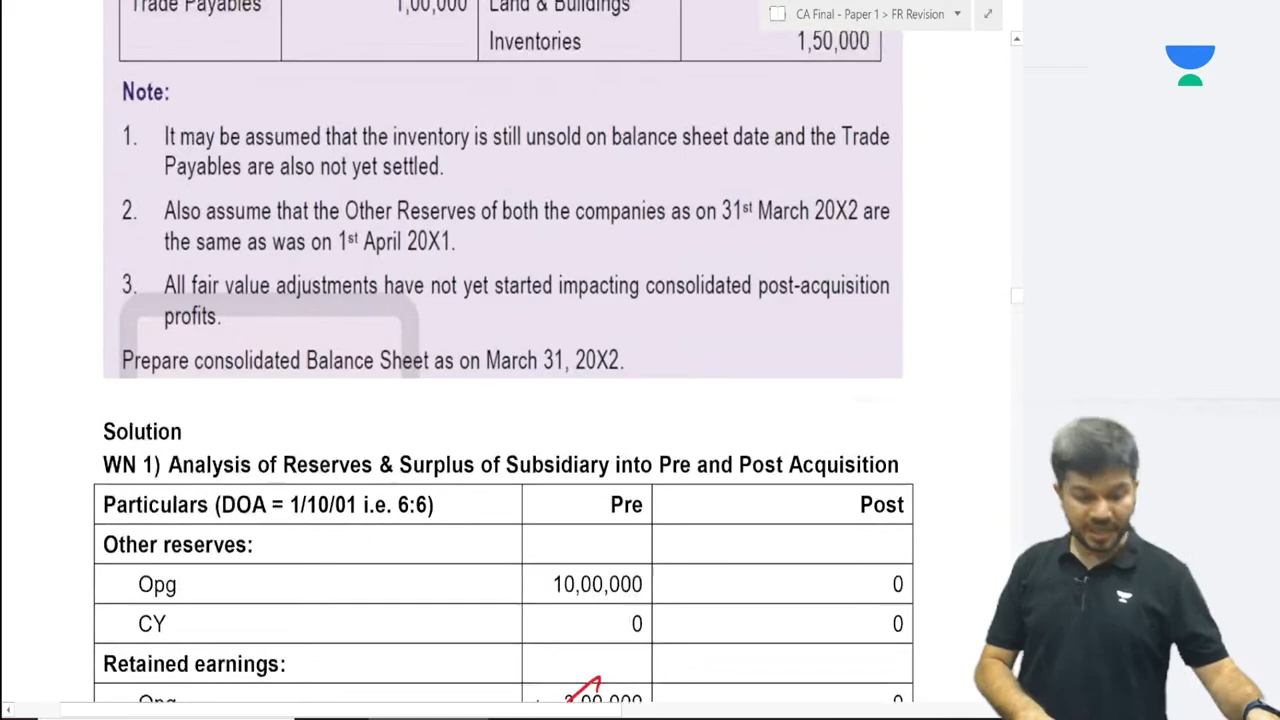 Trade Payables 1,00,000 Land & Buildings
CA Final - Paper 1 > FR Revision
Inventories 1,50,000
Note:
1. It may be assumed that the inventory is still unsold on balance sheet date and the Trade
Payables are also not yet settled.
2. Also assume that the Other Reserves of both the companies as on 31st March 20X2 are
the same as was on 1st April 20X1.
3. All fair value adjustments have not yet started impacting consolidated post-acquisition
profits.
Prepare consolidated Balance Sheet as on March 31, 20X2.
Solution
WN 1) Analysis of Reserves & Surplus of Subsidiary into Pre and Post Acquisition
Particulars (DOA = 1/10/01 i.e. 6:6) Pre Post
Other reserves:
Opg 10,00,000 0
CY 0 0
Retained earnings:
Opg 0